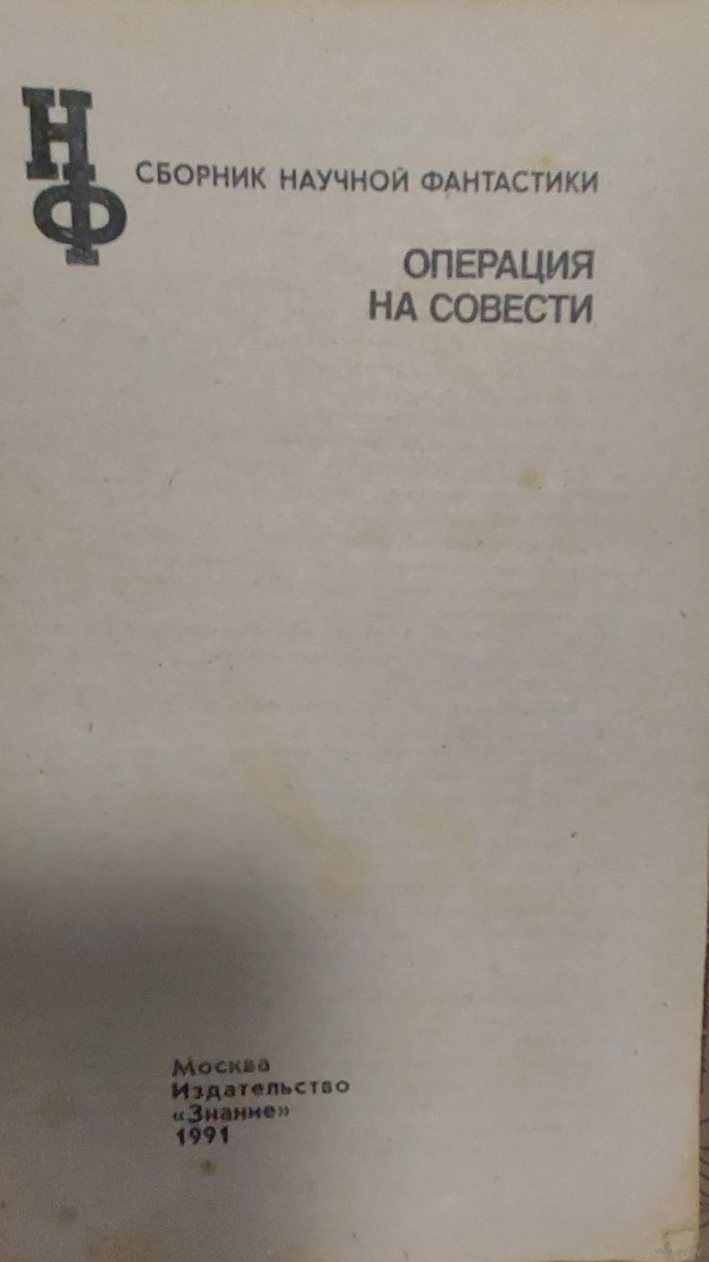 НФ
СБОРНИК НАУЧНОЙ ФАНТАСТИКИ
ОПЕРАЦИЯ
НА СОВЕСТИ
Москва
Издательство
«Знание»
1991